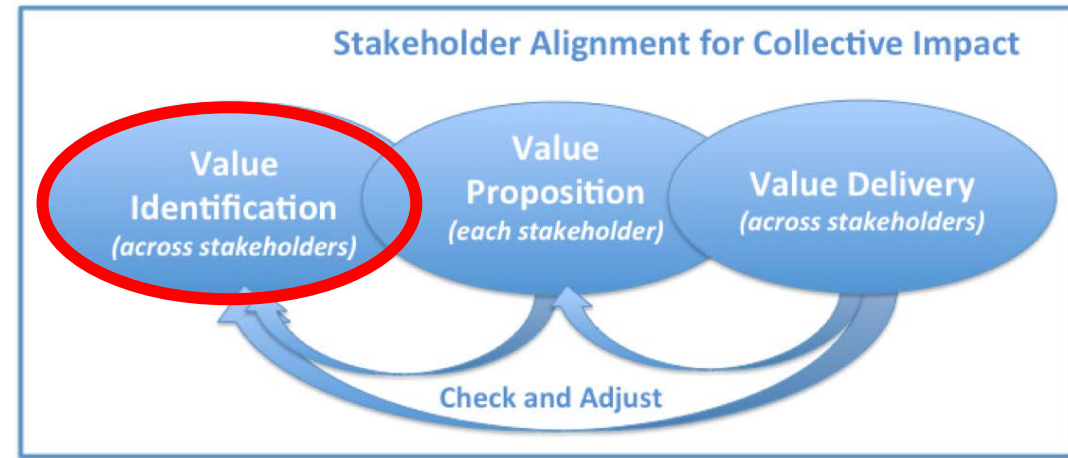 Stakeholder Alignment for Collective Impact
Value
Identification
(across stakeholders)
Value
Proposition
(each stakeholder)
Value Delivery
(across stakeholders)
Check and Adjust